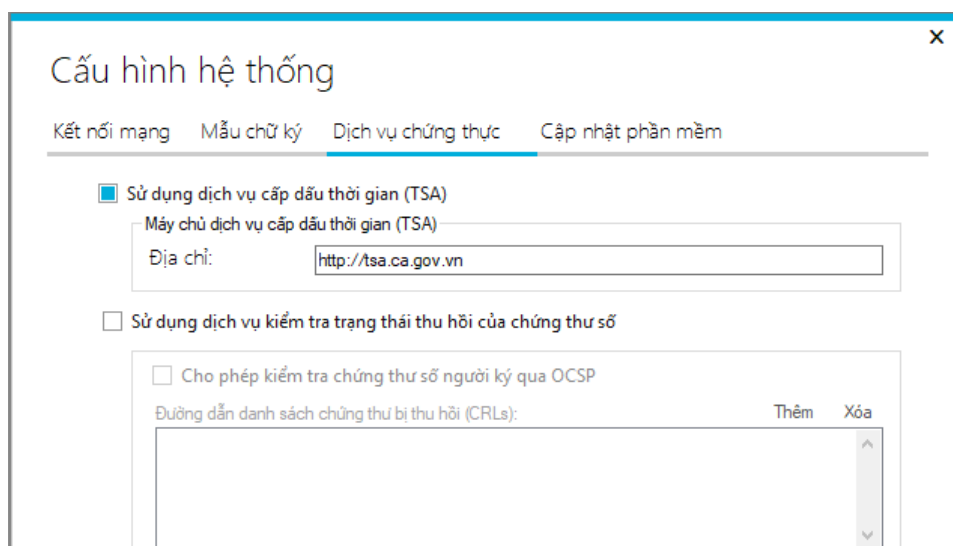 Cấu hình hệ thống
Kết nối mạng Mẫu chữ ký Dịch vụ chứng thực Cập nhật phần mềm
Sử dụng dịch vụ cấp dấu thời gian (TSA)
Máy chủ dịch vụ cấp dấu thời gian (TSA)
Địa chỉ: http://tsa.ca.gov.vn
Sử dụng dịch vụ kiểm tra trạng thái thu hồi của chứng thư số
Cho phép kiểm tra chứng thư số người ký qua OCSP
Đường dẫn danh sách chứng thư bị thu hồi (CRLs): Thêm Xóa